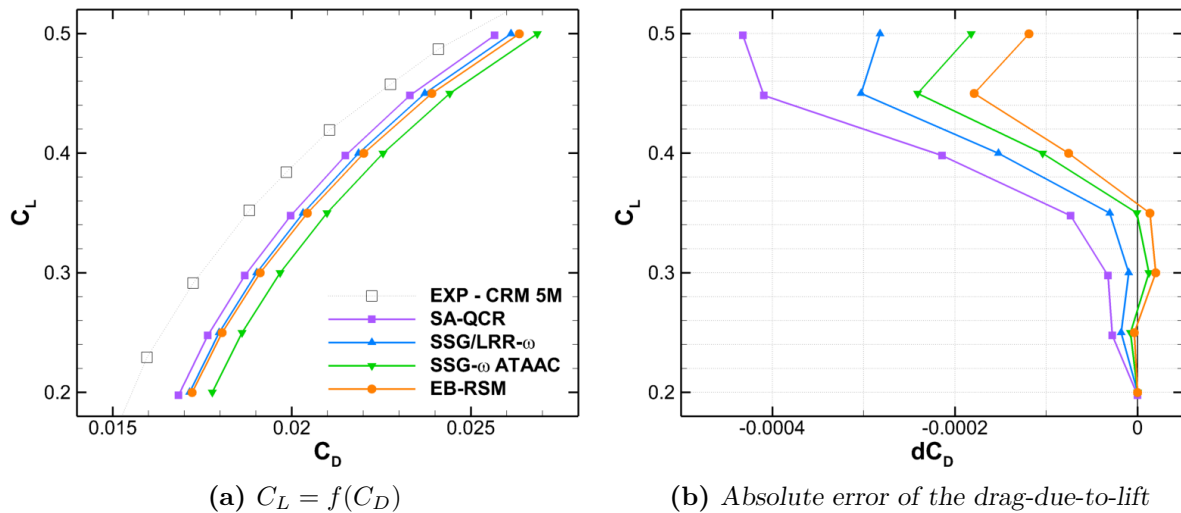 0.5
0.4
0.3
0.2
C_L
0.015
0.02
0.025
C_D
EXP - CRM 5M
SA-QCR
SSG/LRR-ω
SSG-ω ATAAC
EB-RSM
(a) C_L = f(C_D)
0.5
0.4
0.3
0.2
C_L
-0.0004
-0.0002
0
dC_D
(b) Absolute error of the drag-due-to-lift